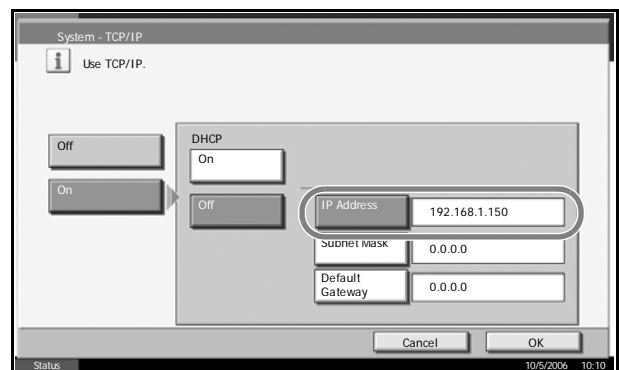 System - TCP/IP
i
Use TCP/IP.
Off
On
DHCP
On
Off
IP Address
192.168.1.150
Subnet Mask
0.0.0.0
Default
Gateway
0.0.0.0
Cancel
OK
Status
10/5/2006 10:10